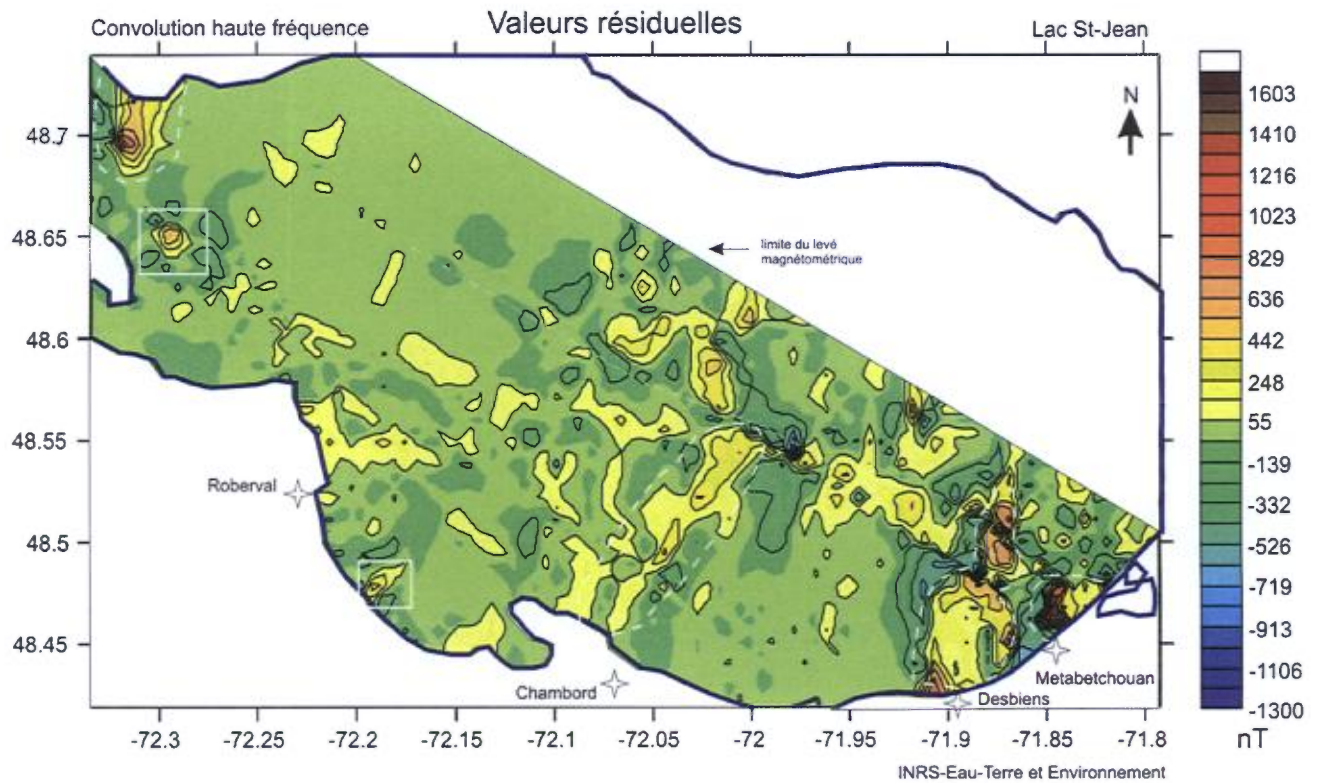 Convolution haute fréquence
Valeurs résiduelles
Lac St-Jean
N
limite du levé
magnétométrique
Roberval
Chambord
Desbiens
Metabetchouan
48.7
48.65
48.6
48.55
48.5
48.45
-72.3
-72.25
-72.2
-72.15
-72.1
-72.05
-72
-71.95
-71.9
-71.85
-71.8
1603
1410
1216
1023
829
636
442
248
55
-139
-332
-526
-719
-913
-1106
-1300
nT
INRS-Eau-Terre et Environnement